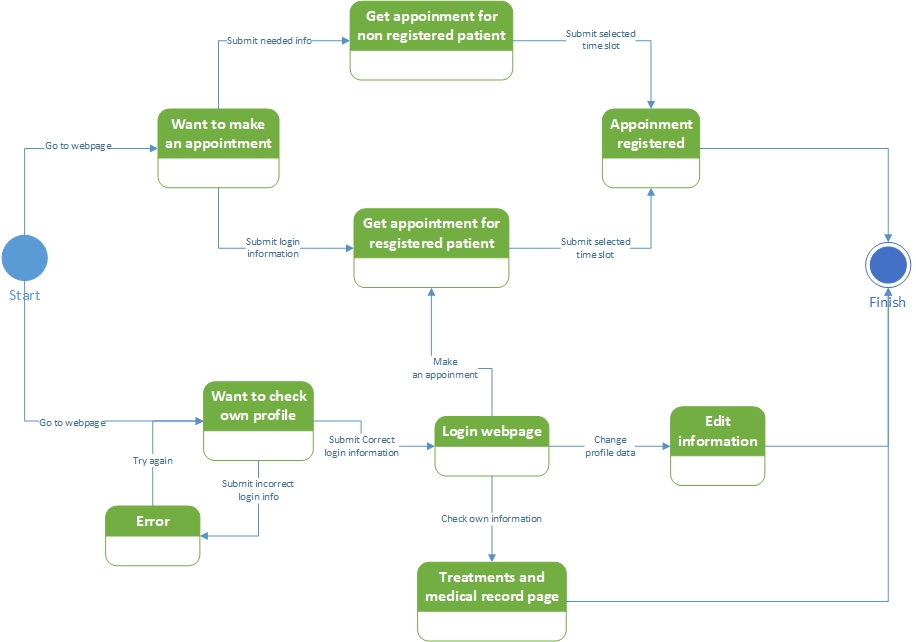 Get appoinment for
non registered patient
Submit needed info
Submit selected
time slot
Want to make
an appointment
Appoinment
registered
Go to webpage
Get appointment for
resgistered patient
Submit login
information
Submit selected
time slot
Start
Finish
Make
an appoinment
Want to check
own profile
Go to webpage
Submit Correct
login information
Login webpage
Change
profile data
Edit
information
Try again
Submit incorrect
login info
Error
Check own information
Treatments and
medical record page